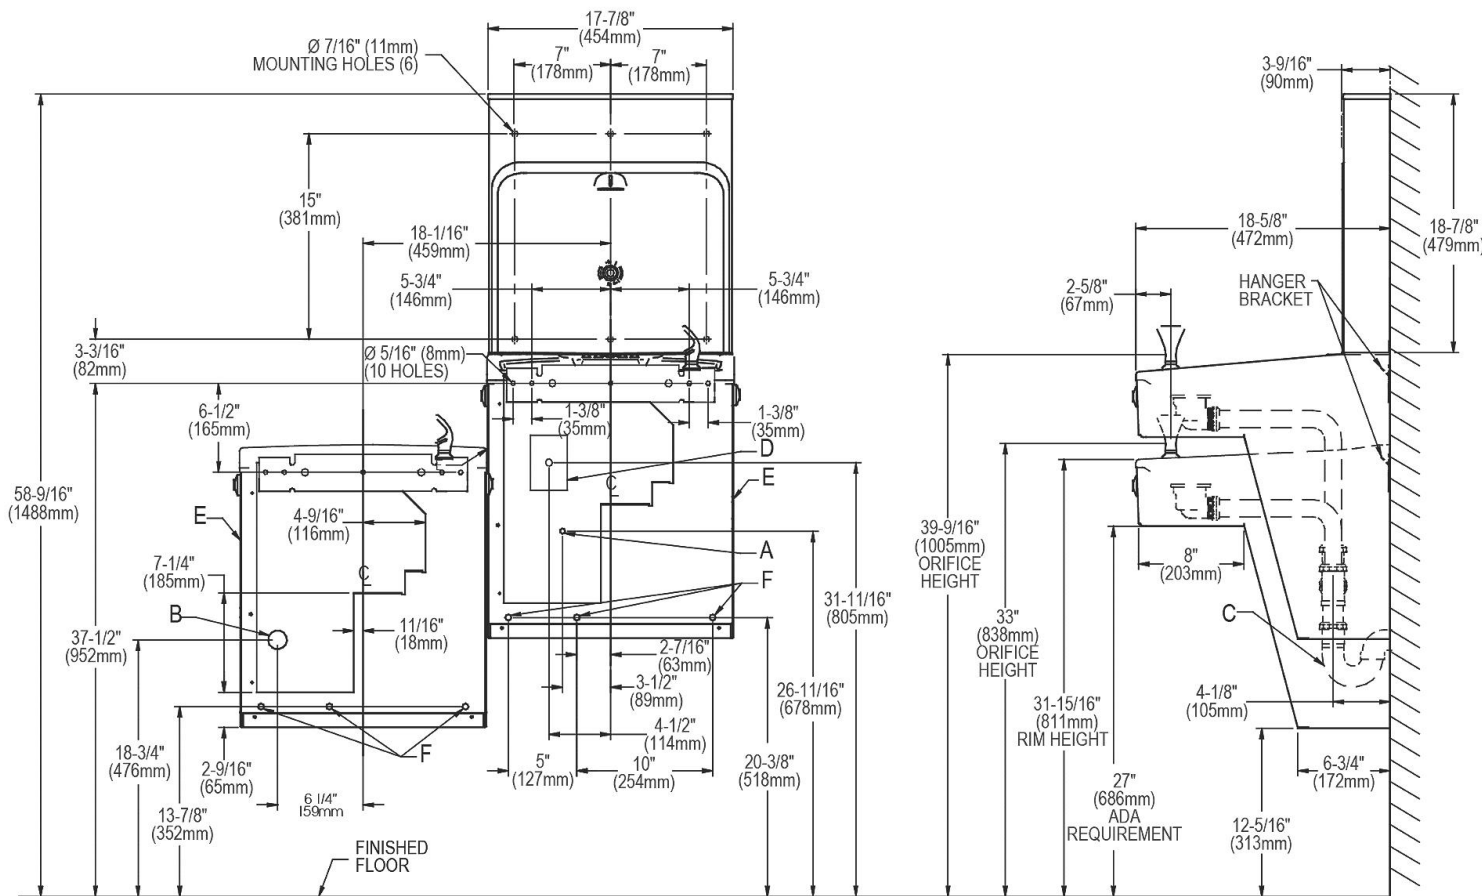 17-7/8"
(454mm)
Ø 7/16" (11mm)
MOUNTING HOLES (6)
7"
(178mm)
7"
(178mm)
3-9/16"
(90mm)
15"
(381mm)
18-1/16"
(459mm)
18-5/8"
(472mm)
18-7/8"
(479mm)
5-3/4"
(146mm)
5-3/4"
(146mm)
2-5/8"
(67mm)
HANGER
BRACKET
3-3/16"
(82mm)
Ø 5/16" (8mm)
(10 HOLES)
6-1/2"
(165mm)
1-3/8"
(35mm)
1-3/8"
(35mm)
D
E
CL
58-9/16"
(1488mm)
E
4-9/16"
(116mm)
A
39-9/16"
(1005mm)
ORIFICE
HEIGHT
8"
(203mm)
7-1/4"
(185mm)
CL
F
31-11/16"
(805mm)
B
11/16"
(18mm)
C
33"
(838mm)
ORIFICE
HEIGHT
37-1/2"
(952mm)
2-7/16"
(63mm)
3-1/2"
(89mm)
26-11/16"
(678mm)
4-1/8"
(105mm)
31-15/16"
(811mm)
RIM HEIGHT
4-1/2"
(114mm)
18-3/4"
(476mm)
2-9/16"
(65mm)
F
5"
(127mm)
10"
(254mm)
20-3/8"
(518mm)
6-3/4"
(172mm)
27"
(686mm)
ADA
REQUIREMENT
6 1/4"
159mm
13-7/8"
(352mm)
12-5/16"
(313mm)
FINISHED
FLOOR